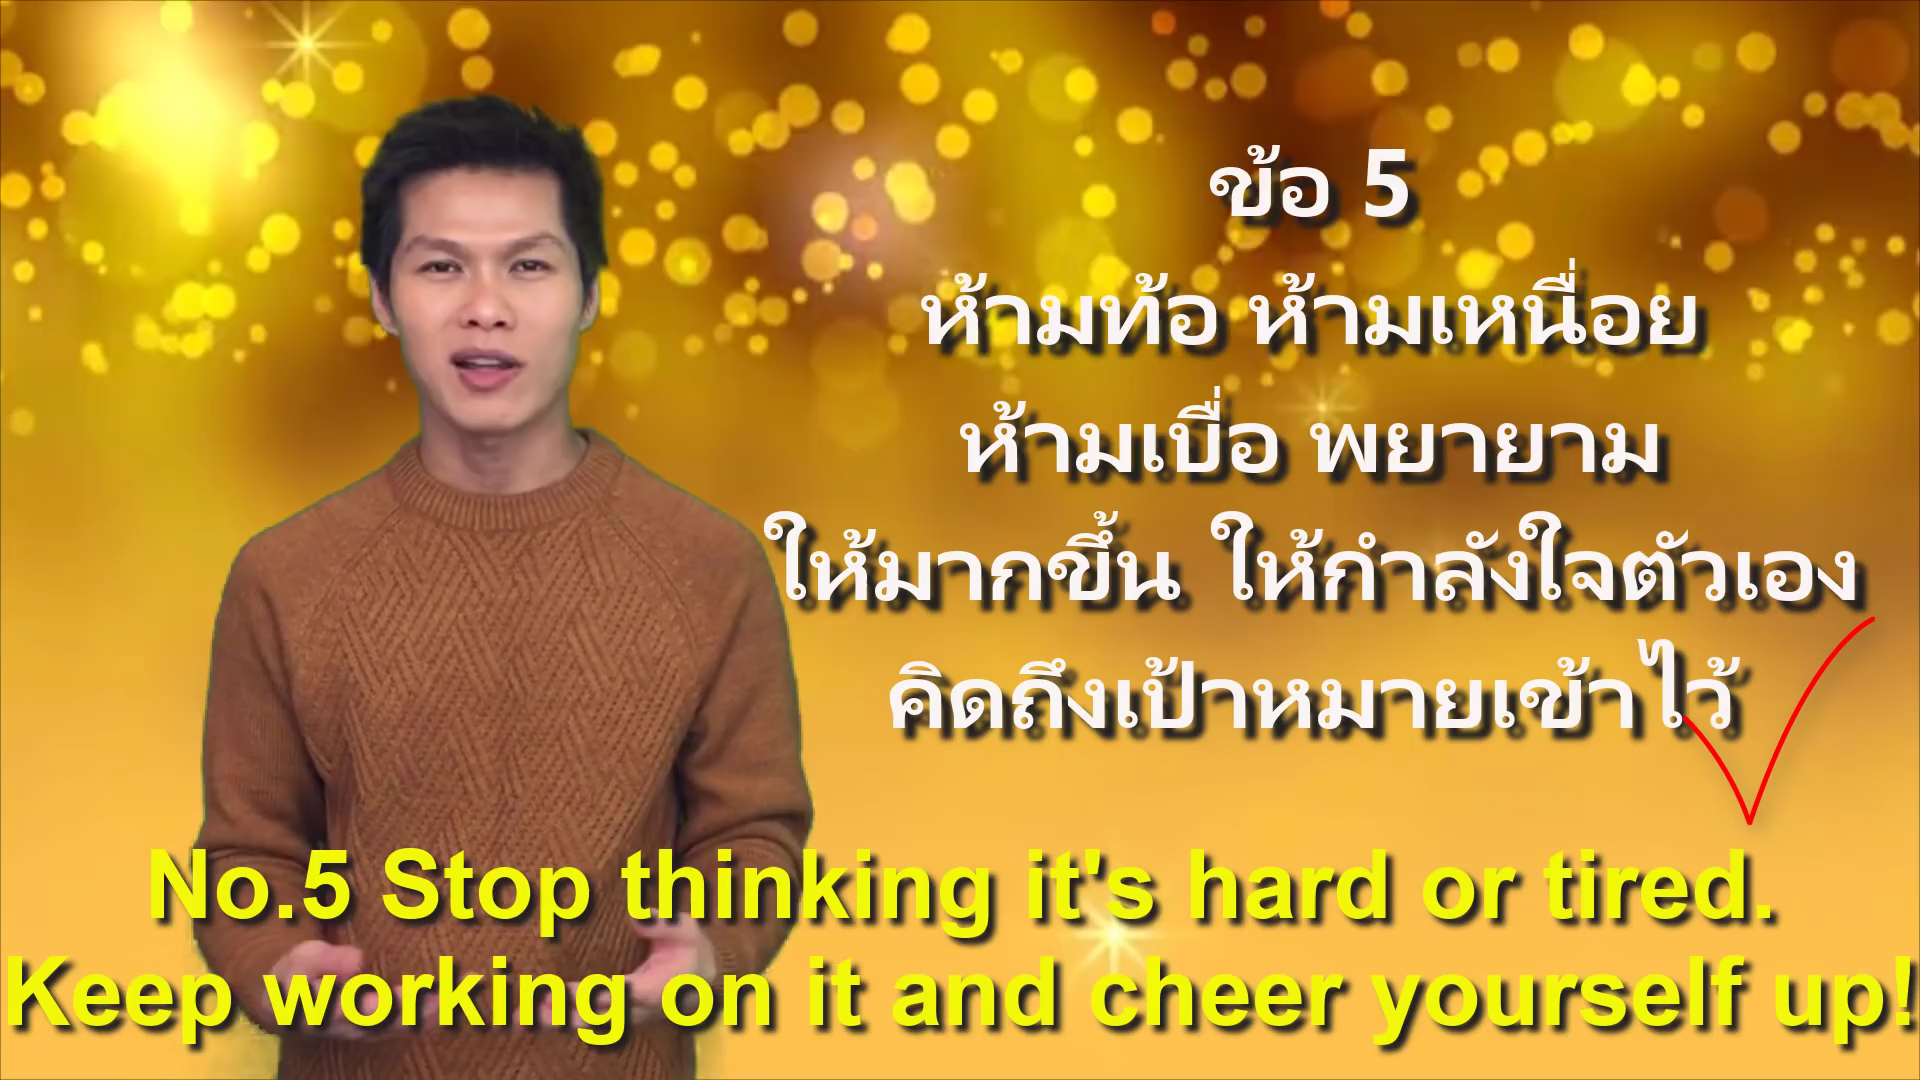 ข้อ 5
ห้ามท้อ ห้ามเหนื่อย
ห้ามเบื่อ พยายาม
ให้มากขึ้น ให้กำลังใจตัวเอง
คิดถึงเป้าหมายเข้าไว้
No.5 Stop thinking it's hard or tired.
Keep working on it and cheer yourself up!